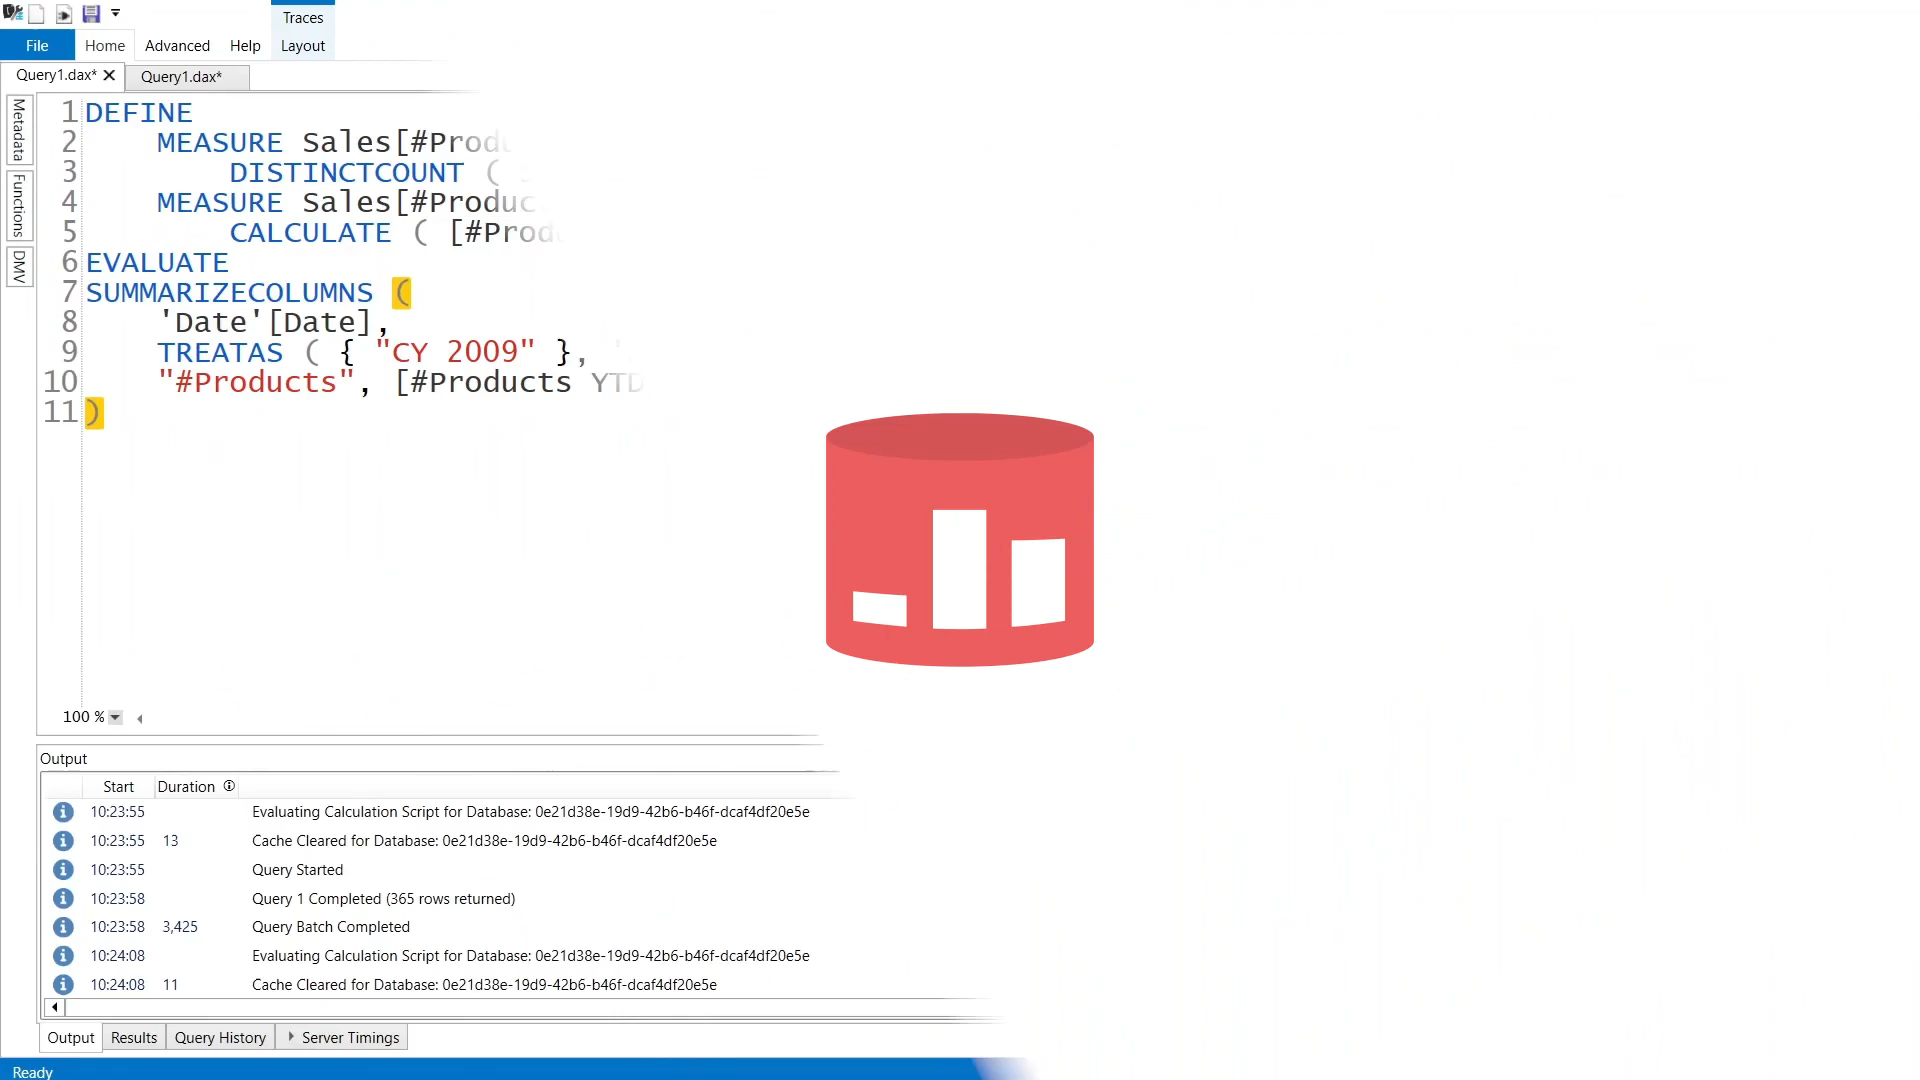 Traces
File Home Advanced Help Layout
Query1.dax* Query1.dax*
Metadata
Functions
DMV
1 DEFINE
2 MEASURE Sales[#Produ
3 DISTINCTCOUNT (
4 MEASURE Sales[#Produc
5 CALCULATE ( [#Produ
6 EVALUATE
7 SUMMARIZECOLUMNS (
8 'Date'[Date],
9 TREATAS ( { "CY 2009" }, '
10 "#Products", [#Products YTD
11 )
100 %
Output
Start Duration
10:23:55 Evaluating Calculation Script for Database: 0e21d38e-19d9-42b6-b46f-dcaf4df20e5e
10:23:55 13 Cache Cleared for Database: 0e21d38e-19d9-42b6-b46f-dcaf4df20e5e
10:23:55 Query Started
10:23:58 Query 1 Completed (365 rows returned)
10:23:58 3,425 Query Batch Completed
10:24:08 Evaluating Calculation Script for Database: 0e21d38e-19d9-42b6-b46f-dcaf4df20e5e
10:24:08 11 Cache Cleared for Database: 0e21d38e-19d9-42b6-b46f-dcaf4df20e5e
Output Results Query History Server Timings
Ready